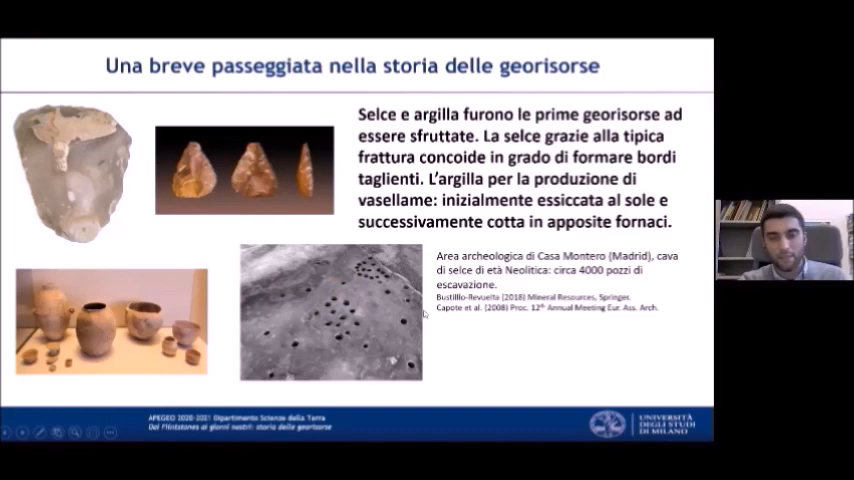 Una breve passeggiata nella storia delle georisorse
Selce e argilla furono le prime georisorse ad
essere sfruttate. La selce grazie alla tipica
frattura concoide in grado di formare bordi
taglienti. L'argilla per la produzione di
vasellame: inizialmente essiccata al sole e
successivamente cotta in apposite fornaci.
Area archeologica di Casa Montero (Madrid), cava
di selce di età Neolitica: circa 4000 pozzi di
escavazione.
Bustilllo-Revuelta (2018) Mineral Resources, Springer.
Capote et al. (2008) Proc. 12th Annual Meeting Eur. Ass. Arch.
APEGEO 2020-2021 Dipartimento Scienze della Terra
Dai Flintstones ai giorni nostri: storia delle georisorse
UNIVERSITÀ
DEGLI STUDI
DI MILANO